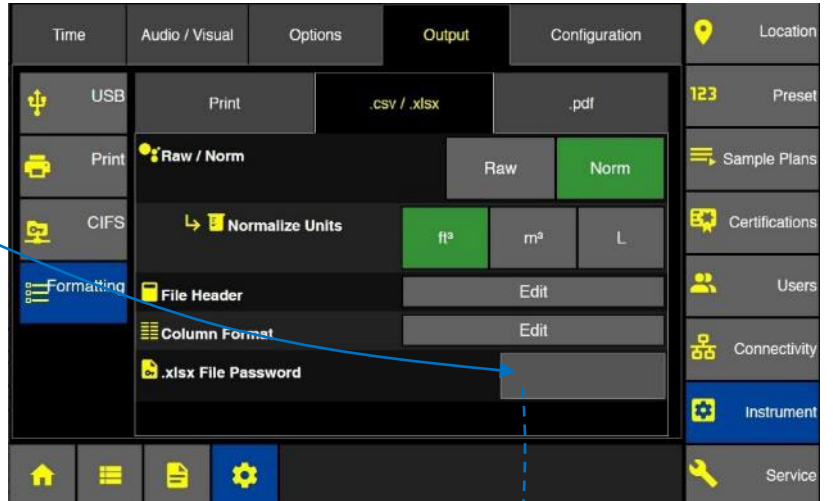 Time Audio / Visual Options Output Configuration Location
USB Print .csv / .xlsx .pdf 123 Preset
Print Raw / Norm Raw Norm Sample Plans
CIFS Normalize Units ft³ m³ L Certifications
Formatting File Header Edit Users
Column Format Edit Connectivity
.xlsx File Password
Instrument
Service